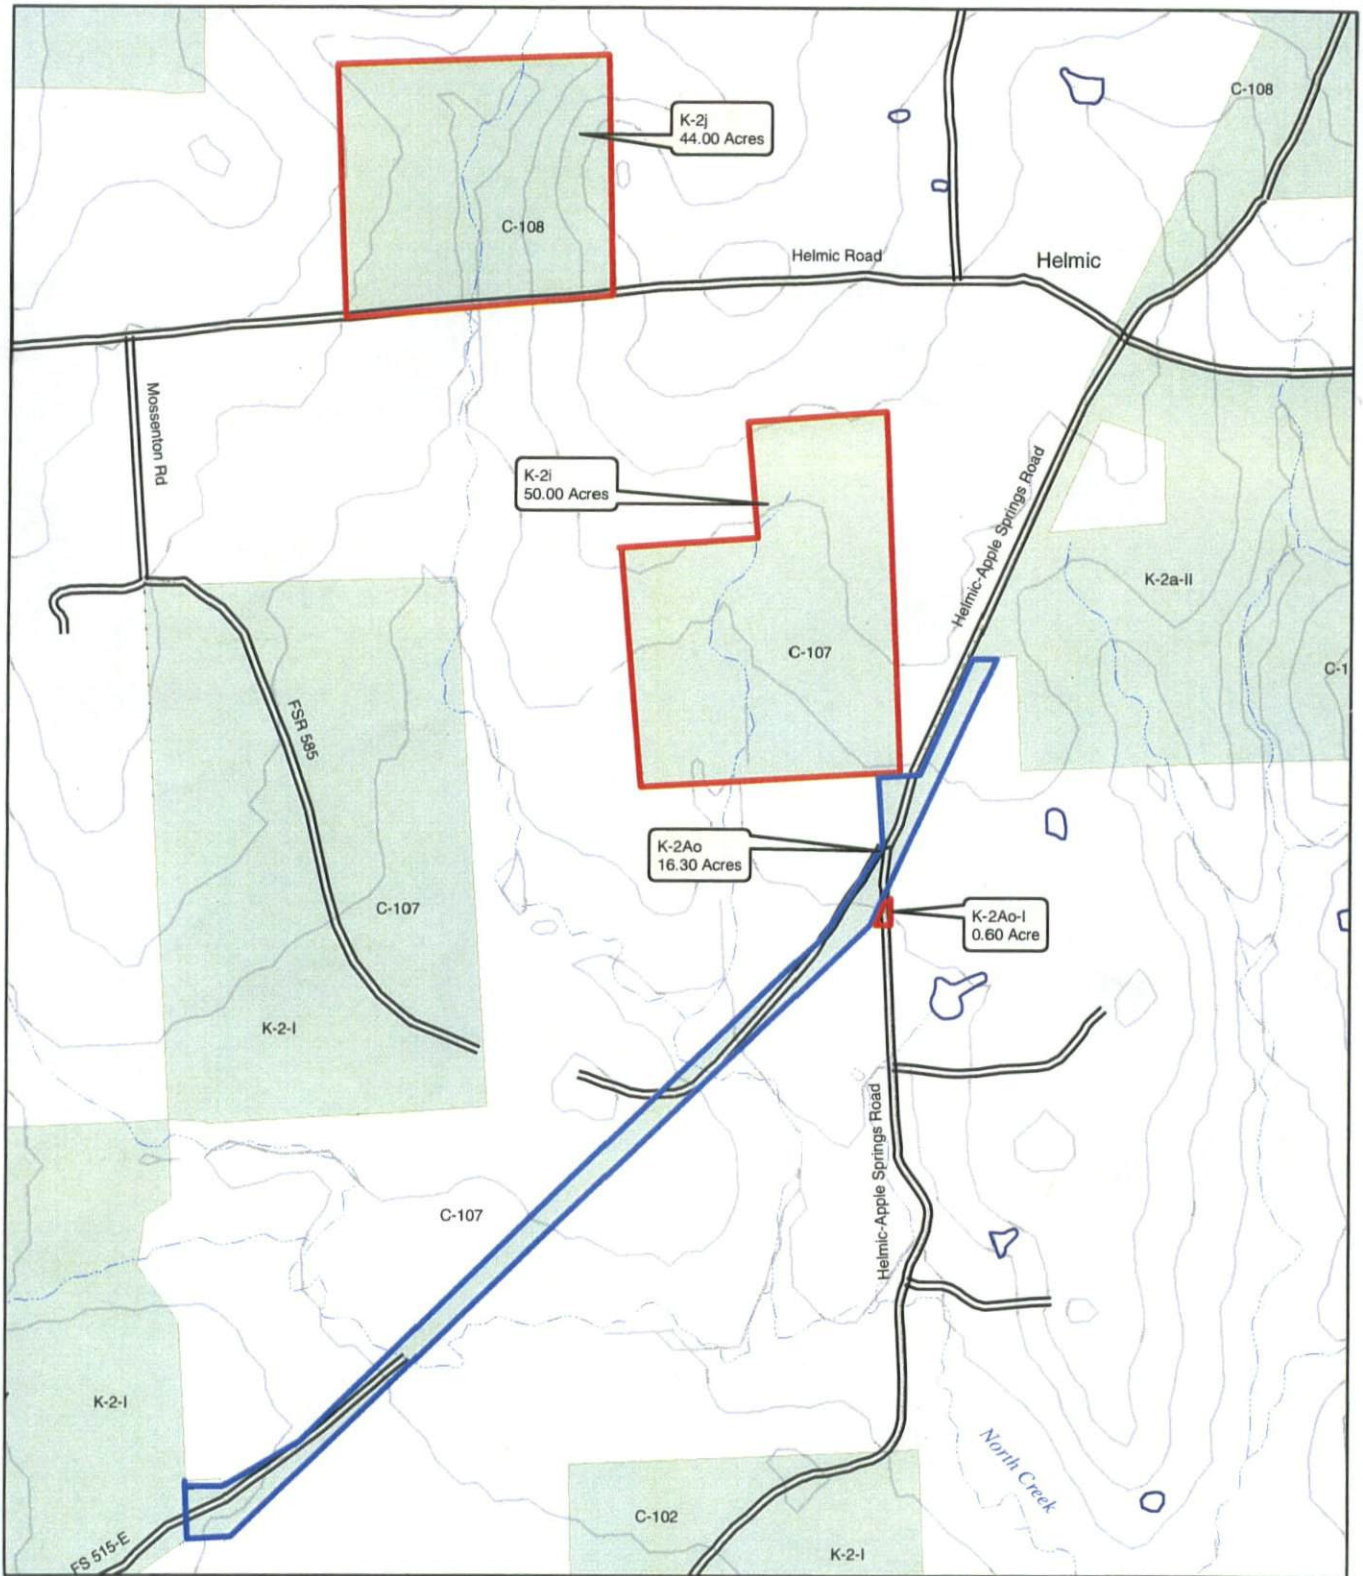 C-108
K-2j
44.00 Acres
C-108
Helmic Road
Helmic
Mossenton Rd
K-2i
50.00 Acres
Helmic-Apple Springs Road
K-2a-II
C-107
C-1
FSR 585
K-2Ao
16.30 Acres
C-107
K-2Ao-I
0.60 Acre
K-2-I
Helmic-Apple Springs Road
C-107
K-2-I
North Creek
C-102
FS 515-E
K-2-I